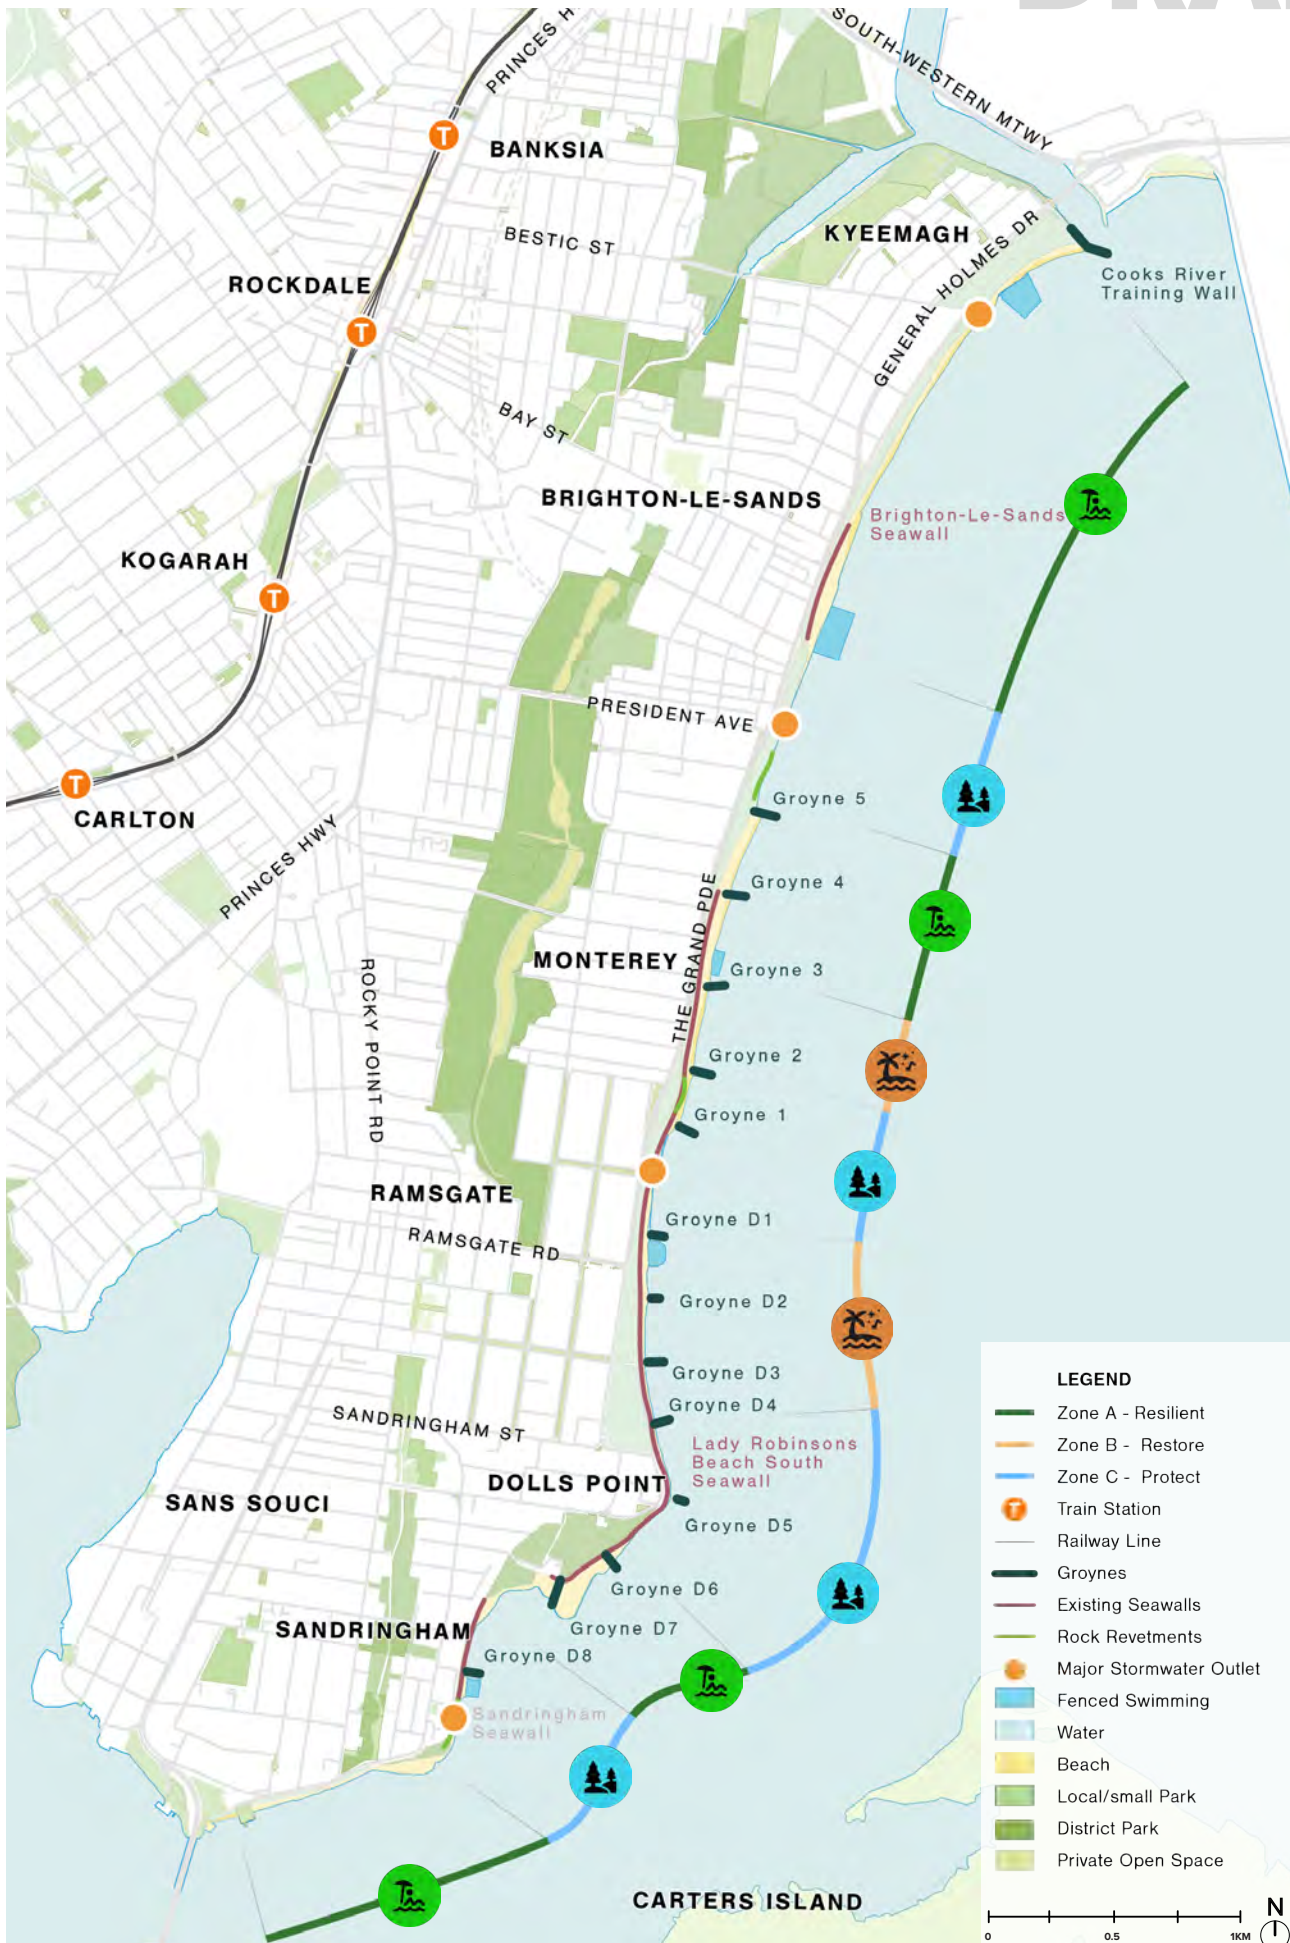 PRINCES H
SOUTH-WESTERN MTWY
T
BANKSIA
BESTIC ST
KYEEMAGH
GENERAL HOLMES DR
Cooks River
Training Wall
ROCKDALE
T
BAY ST
BRIGHTON-LE-SANDS
Brighton-Le-Sands
Seawall
KOGARAH
T
PRESIDENT AVE
T
CARLTON
PRINCES HWY
Groyne 5
Groyne 4
THE GRAND PDE
MONTEREY
Groyne 3
ROCKY POINT RD
Groyne 2
Groyne 1
RAMSGATE
RAMSGATE RD
Groyne D1
Groyne D2
Groyne D3
Groyne D4
SANDRINGHAM ST
Lady Robinsons
Beach South
Seawall
DOLLS POINT
SANS SOUCI
Groyne D5
Groyne D6
Groyne D7
SANDRINGHAM
Groyne D8
Sandringham
Seawall
CARTERS ISLAND
LEGEND
Zone A - Resilient
Zone B - Restore
Zone C - Protect
T Train Station
Railway Line
Groynes
Existing Seawalls
Rock Revetments
Major Stormwater Outlet
Fenced Swimming
Water
Beach
Local/small Park
District Park
Private Open Space
N
0 0.5 1KM